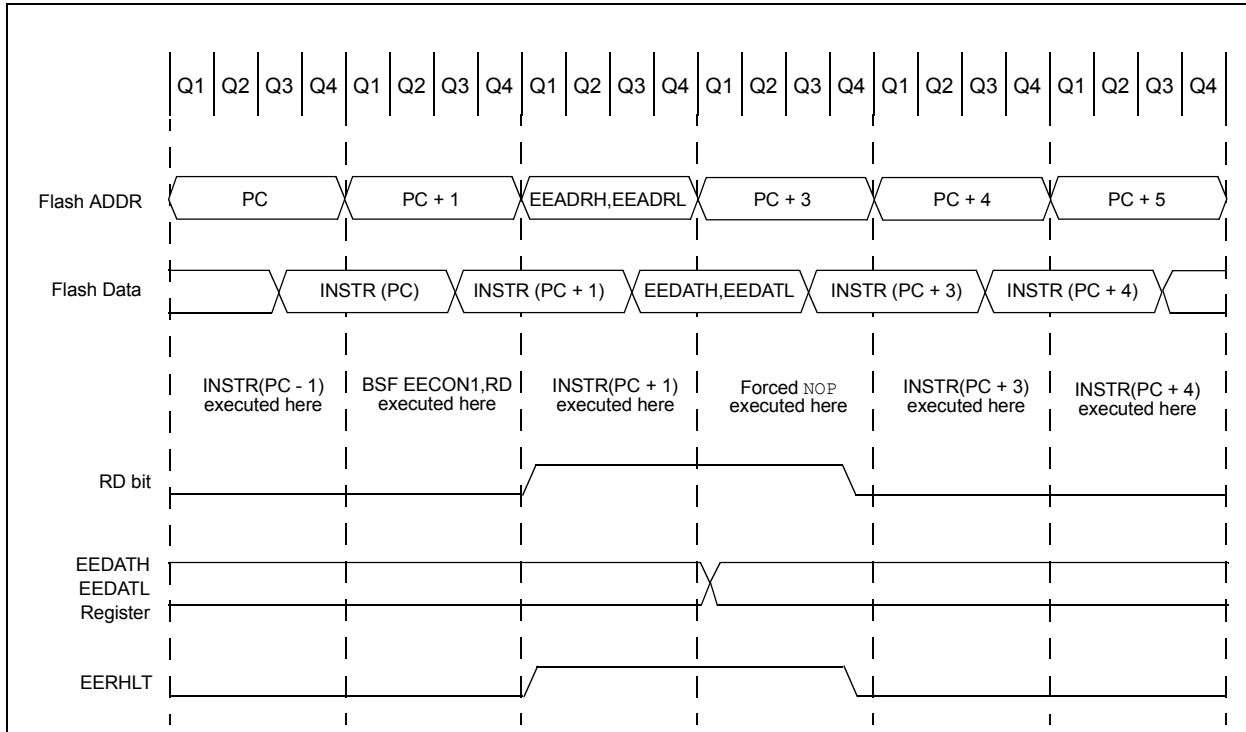 Q1 Q2 Q3 Q4 Q1 Q2 Q3 Q4 Q1 Q2 Q3 Q4 Q1 Q2 Q3 Q4 Q1 Q2 Q3 Q4 Q1 Q2 Q3 Q4
Flash ADDR PC PC + 1 EEADRH,EEADRL PC + 3 PC + 4 PC + 5
Flash Data INSTR (PC) INSTR (PC + 1) EEDATH,EEDATL INSTR (PC + 3) INSTR (PC + 4)
INSTR(PC - 1) BSF EECON1,RD INSTR(PC + 1) Forced NOP INSTR(PC + 3) INSTR(PC + 4)
executed here executed here executed here executed here executed here executed here
RD bit
EEDATH
EEDATL
Register
EERHLT